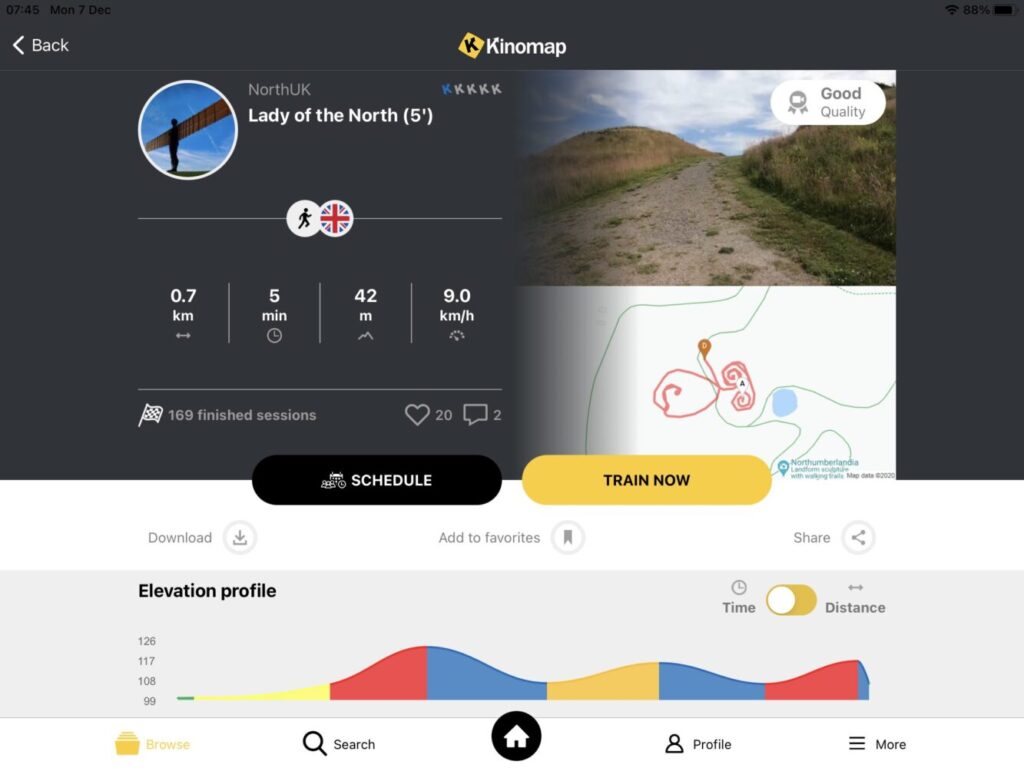 07:45 Mon 7 Dec
88%
Back
Kinomap
NorthUK
KKKKK
Lady of the North (5')
Good
Quality
0.7
km
5
min
42
m
9.0
km/h
169 finished sessions
20
2
D
A
Northumberlandia
Landform sculpture
with walking trails
Map data ©2020
SCHEDULE
TRAIN NOW
Download
Add to favorites
Share
Elevation profile
Time
Distance
126
117
108
99
Browse
Search
Profile
More